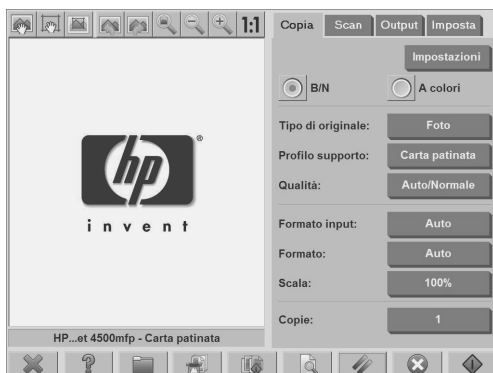 1:1
Copia Scan Output Imposta
Impostazioni
B/N A colori
Tipo di originale: Foto
Profilo supporto: Carta patinata
Qualità: Auto/Normale
Formato input: Auto
Formato: Auto
Scala: 100%
Copie: 1
hp ®
invent
HP...et 4500mfp - Carta patinata